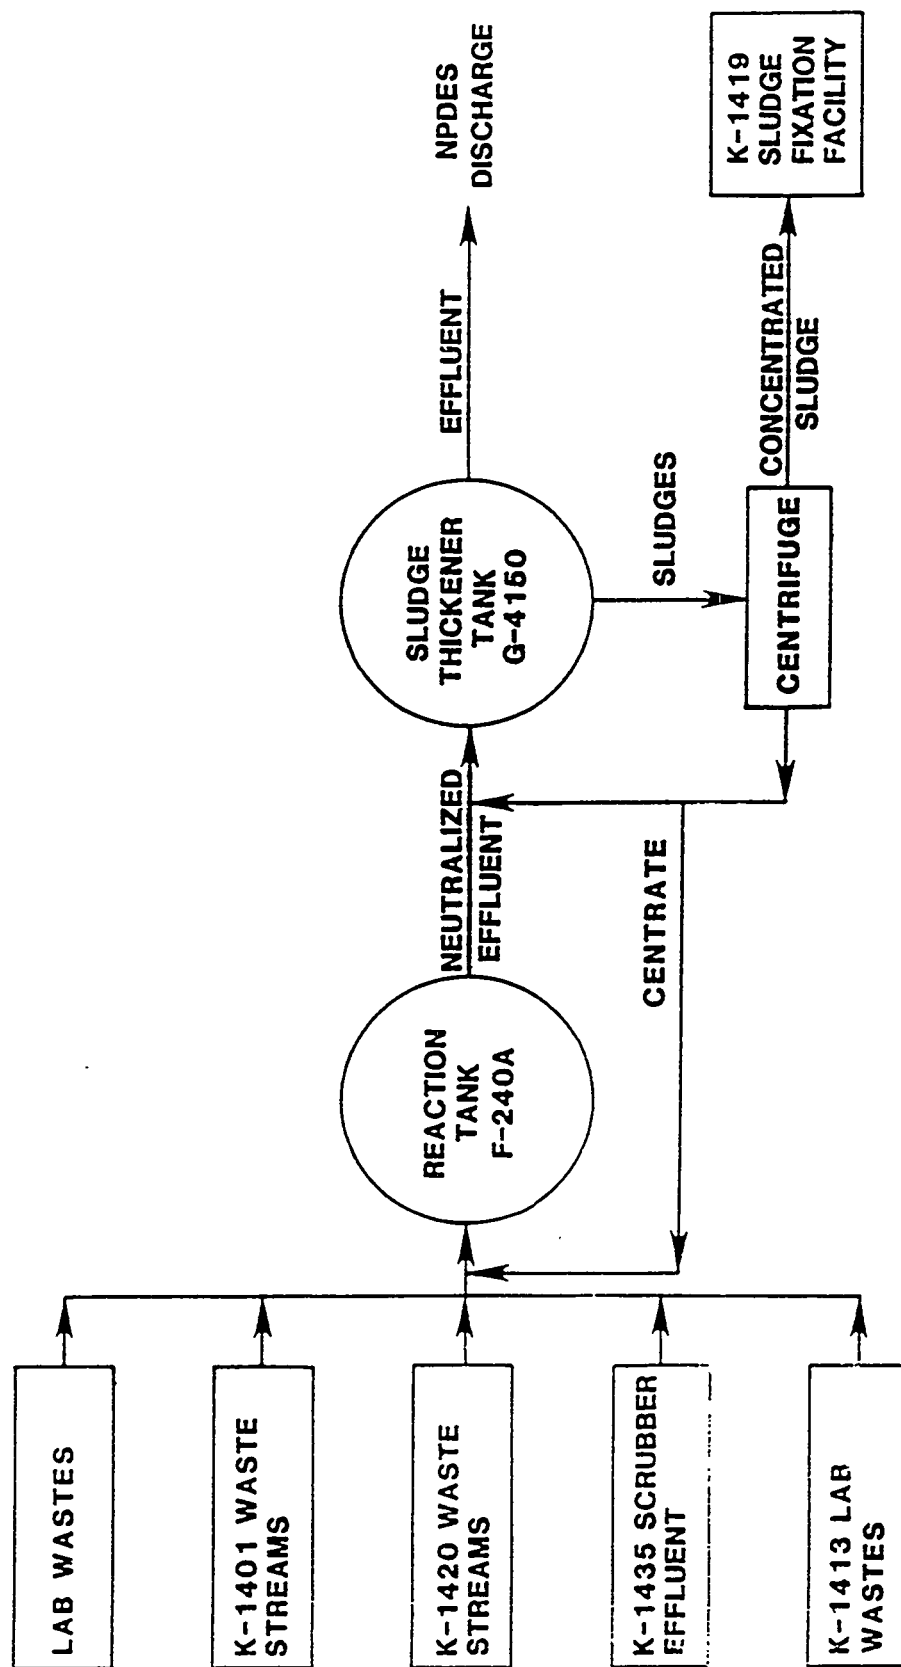 LAB WASTES
K-1401 WASTE
STREAMS
K-1420 WASTE
STREAMS
K-1435 SCRUBBER
EFFLUENT
K-1413 LAB
WASTES
REACTION
TANK
F-240A
NEUTRALIZED
EFFLUENT
CENTRATE
SLUDGE
THICKENER
TANK
G-4150
SLUDGES
CENTRIFUGE
EFFLUENT
NPDES
DISCHARGE
CONCENTRATED
SLUDGE
K-1419
SLUDGE
FIXATION
FACILITY